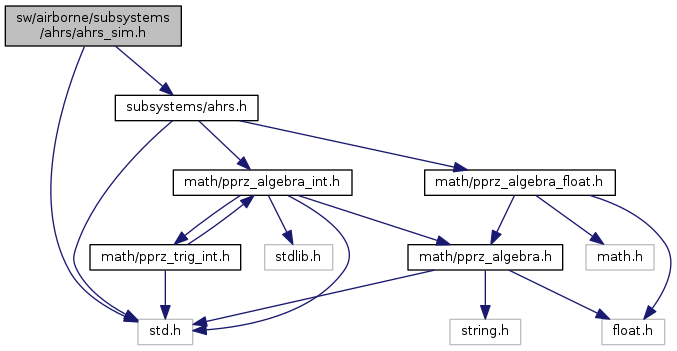 sw/airborne/subsystems
/ahrs/ahrs_sim.h
subsystems/ahrs.h
math/pprz_algebra_int.h
math/pprz_algebra_float.h
math/pprz_trig_int.h
stdlib.h
math/pprz_algebra.h
math.h
std.h
string.h
float.h